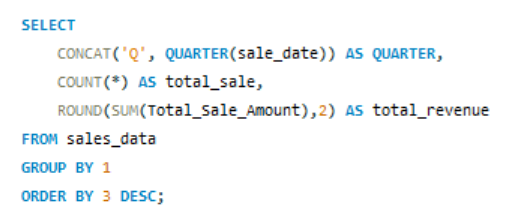 SELECT
CONCAT('Q', QUARTER(sale_date)) AS QUARTER,
COUNT(*) AS total_sale,
ROUND(SUM(Total_Sale_Amount),2) AS total_revenue
FROM sales_data
GROUP BY 1
ORDER BY 3 DESC;